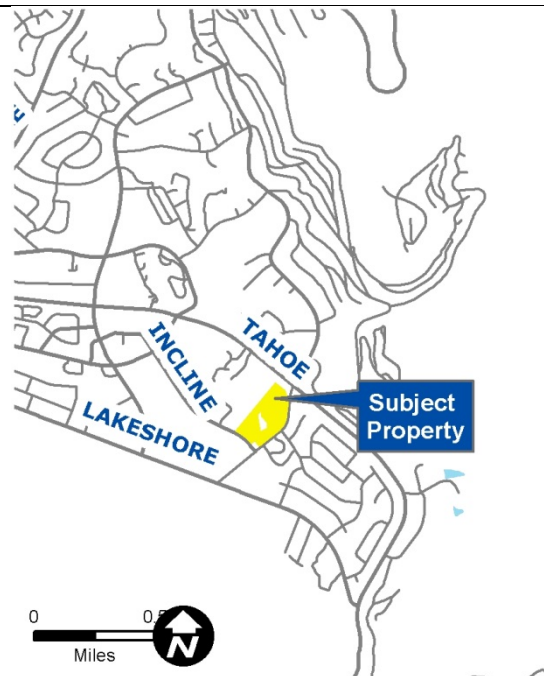 TAHOE
INCLINE
LAKESHORE
Subject
Property
0
Miles
N